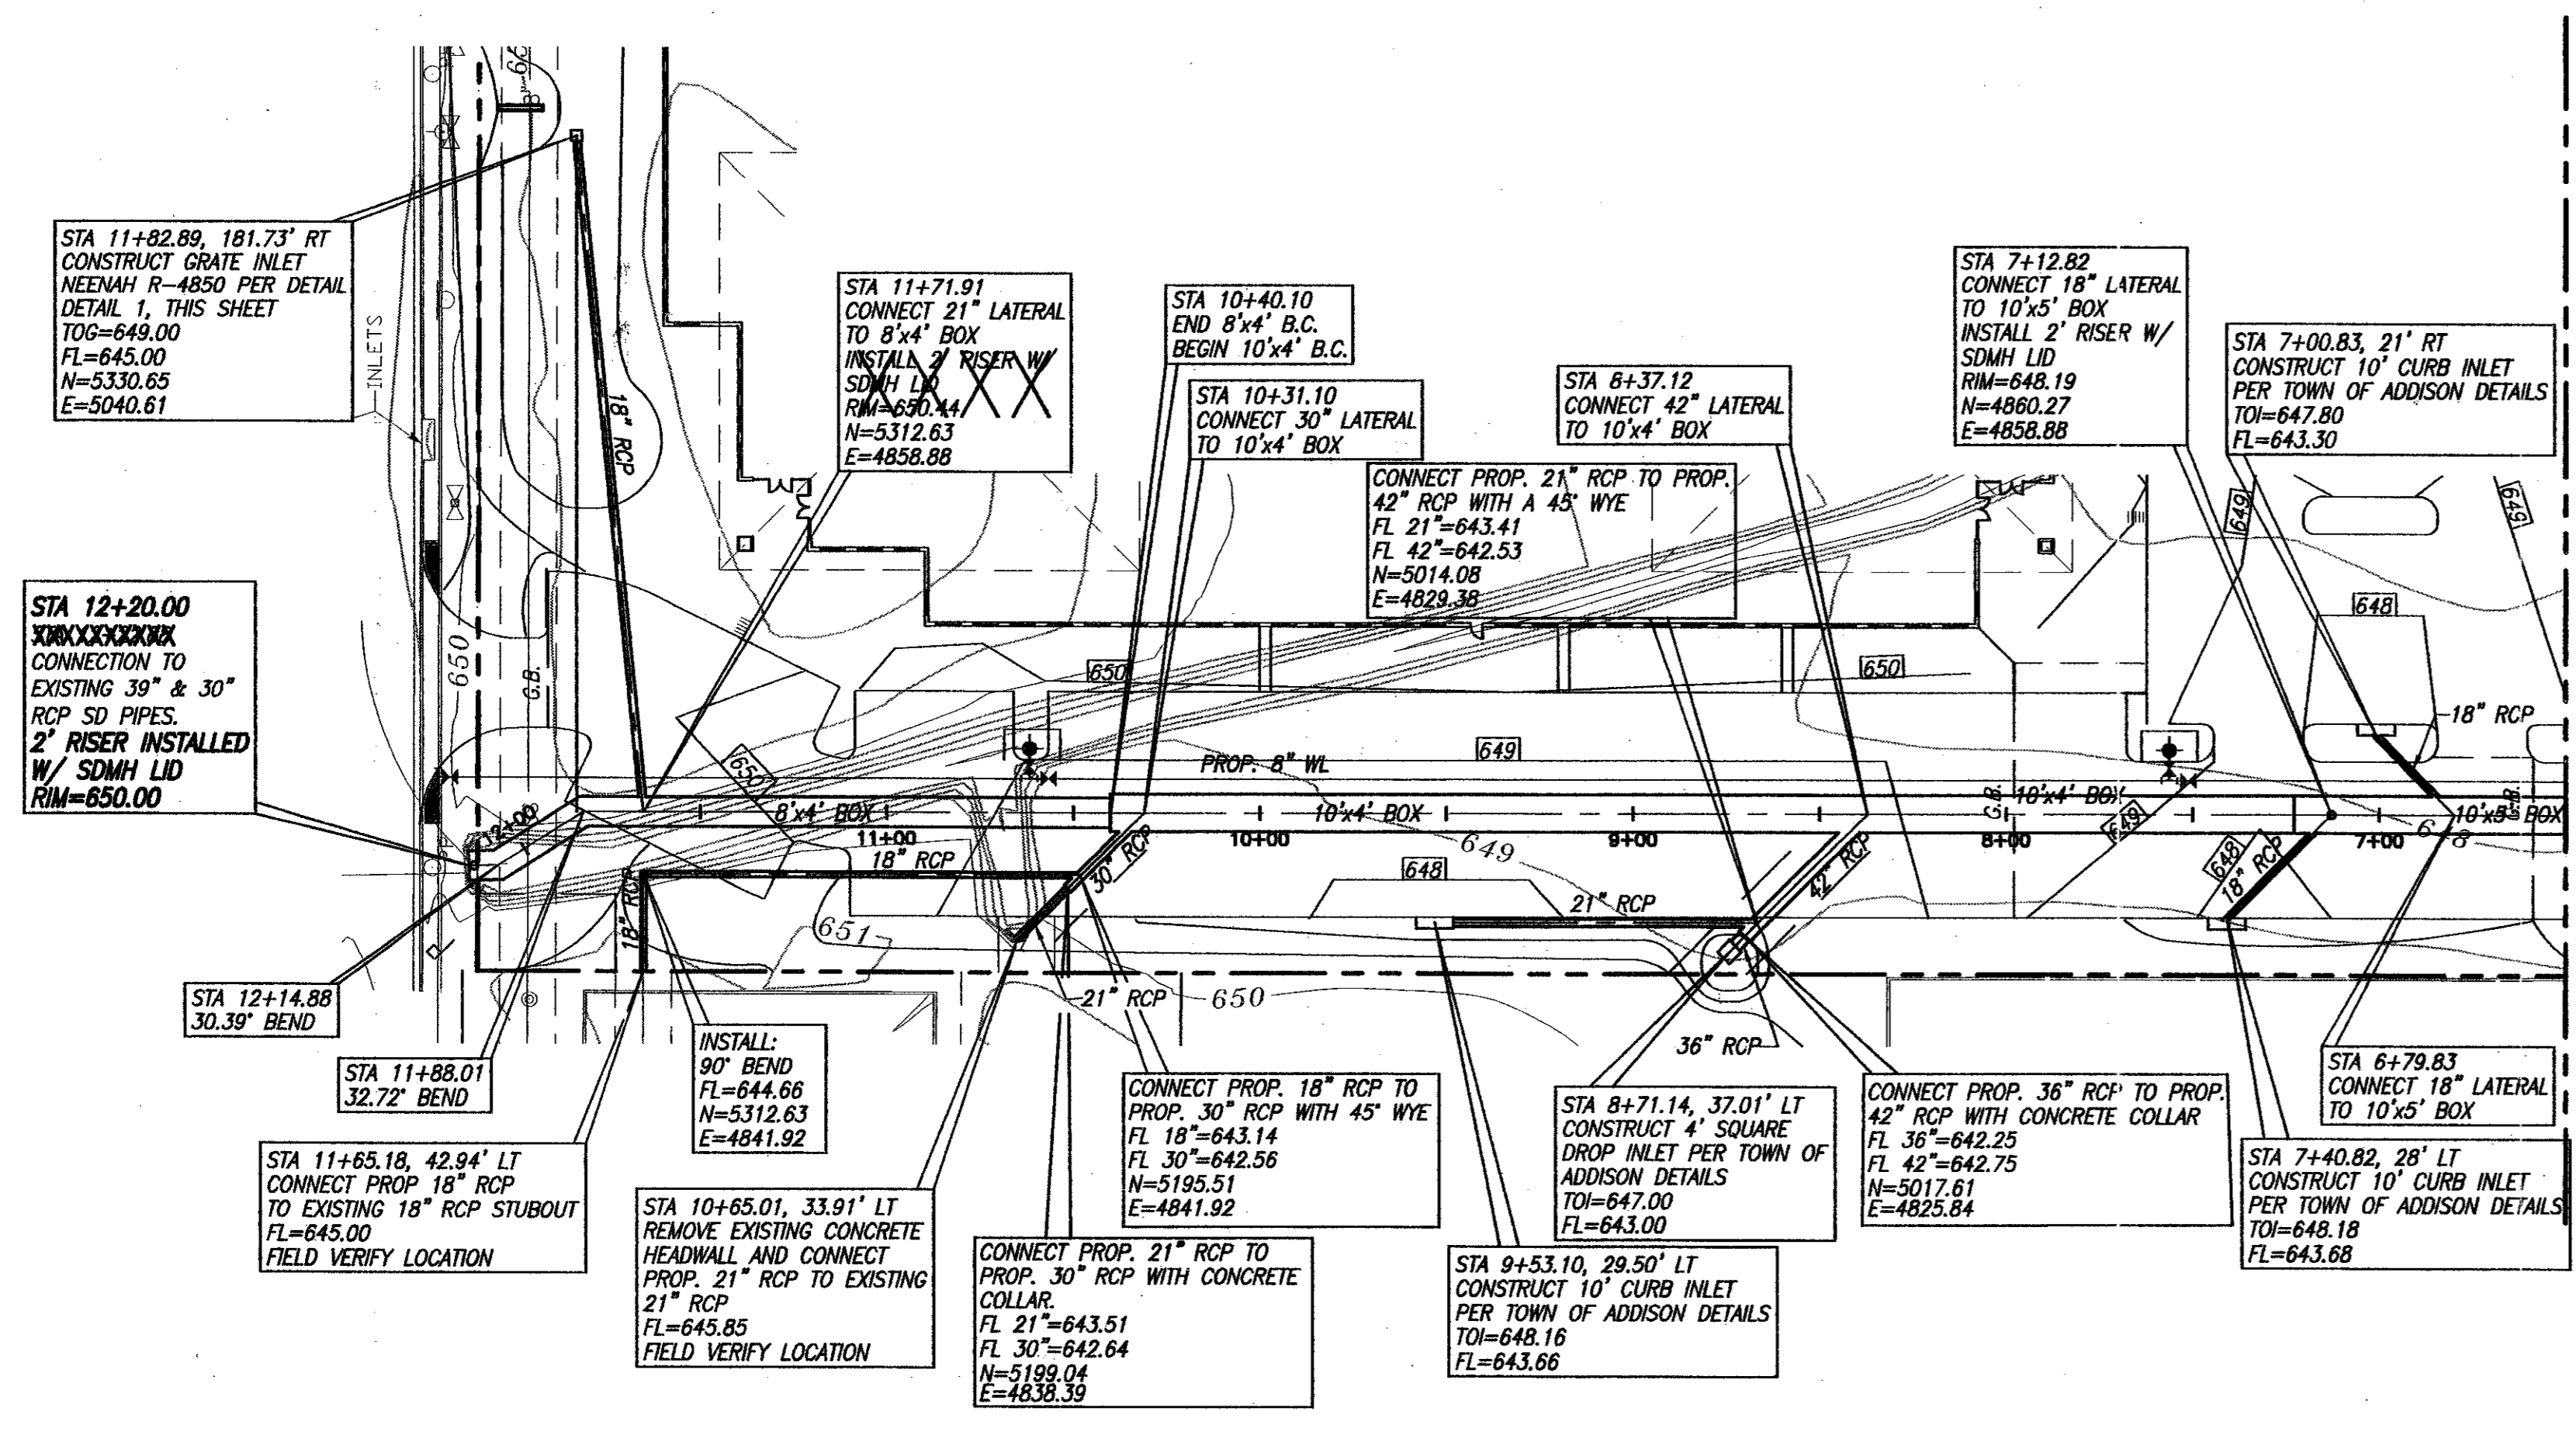 STA 11+82.89, 181.73' RT
CONSTRUCT GRATE INLET
NEENAH R-4850 PER DETAIL
DETAIL 1, THIS SHEET
TOG=649.00
FL=645.00
N=5330.65
E=5040.61
INLETS
18" RCP
STA 11+71.91
CONNECT 21" LATERAL
TO 8'x4' BOX
INSTALL 2' RISER W/
SDMH LID
RIM=650.44
N=5312.63
E=4858.88
STA 10+40.10
END 8'x4' B.C.
BEGIN 10'x4' B.C.
STA 10+31.10
CONNECT 30" LATERAL
TO 10'x4' BOX
CONNECT PROP. 21" RCP TO PROP.
42" RCP WITH A 45° WYE
FL 21"=643.41
FL 42"=642.53
N=5014.08
E=4829.38
STA 8+37.12
CONNECT 42" LATERAL
TO 10'x4' BOX
STA 7+12.82
CONNECT 18" LATERAL
TO 10'x5' BOX
INSTALL 2' RISER W/
SDMH LID
RIM=648.19
N=4860.27
E=4858.88
STA 7+00.83, 21' RT
CONSTRUCT 10' CURB INLET
PER TOWN OF ADDISON DETAILS
TOI=647.80
FL=643.30
649
649
648
18" RCP
STA 12+20.00
CONNECTION TO
EXISTING 39" & 30"
RCP SD PIPES.
2' RISER INSTALLED
W/ SDMH LID
RIM=650.00
650
G.B.
650
650
650
649
PROP. 8" WL
12+00
8'x4' BOX
11+00
10'x4' BOX
10+00
9+00
G.B.
10'x4' BOX
8+00
649
G.B.
10'x5' BOX
7+00
648
18" RCP
18" RCP
30" RCP
649
648
42" RCP
648
18" RCP
21" RCP
651
21" RCP
650
36" RCP
STA 12+14.88
30.39° BEND
STA 11+88.01
32.72° BEND
INSTALL:
90° BEND
FL=644.66
N=5312.63
E=4841.92
STA 11+65.18, 42.94' LT
CONNECT PROP 18" RCP
TO EXISTING 18" RCP STUBOUT
FL=645.00
FIELD VERIFY LOCATION
STA 10+65.01, 33.91' LT
REMOVE EXISTING CONCRETE
HEADWALL AND CONNECT
PROP. 21" RCP TO EXISTING
21" RCP
FL=645.85
FIELD VERIFY LOCATION
CONNECT PROP. 18" RCP TO
PROP. 30" RCP WITH 45° WYE
FL 18"=643.14
FL 30"=642.56
N=5195.51
E=4841.92
CONNECT PROP. 21" RCP TO
PROP. 30" RCP WITH CONCRETE
COLLAR.
FL 21"=643.51
FL 30"=642.64
N=5199.04
E=4838.39
STA 8+71.14, 37.01' LT
CONSTRUCT 4' SQUARE
DROP INLET PER TOWN OF
ADDISON DETAILS
TOI=647.00
FL=643.00
STA 9+53.10, 29.50' LT
CONSTRUCT 10' CURB INLET
PER TOWN OF ADDISON DETAILS
TOI=648.16
FL=643.66
CONNECT PROP. 36" RCP TO PROP.
42" RCP WITH CONCRETE COLLAR
FL 36"=642.25
FL 42"=642.75
N=5017.61
E=4825.84
STA 6+79.83
CONNECT 18" LATERAL
TO 10'x5' BOX
STA 7+40.82, 28' LT
CONSTRUCT 10' CURB INLET
PER TOWN OF ADDISON DETAILS
TOI=648.18
FL=643.68